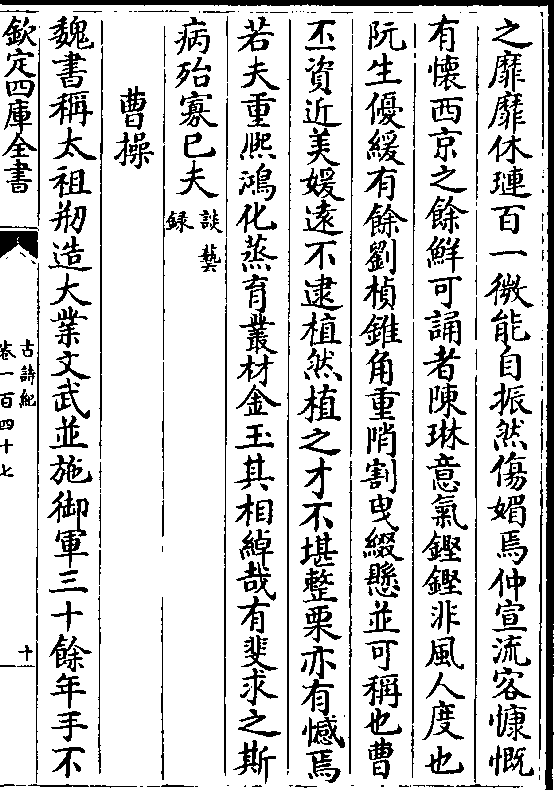 之靡靡休璉百一微能自振然傷媚焉仲宣流客慷慨
有懷西京之餘鮮可誦者陳琳意氣鏗鏗非風人度也
阮生優緩有餘劉楨錐角重陗割曳綴懸並可稱也曹
丕資近美媛遠不逮植然植之才不堪整栗亦有憾焉
若夫重熈鴻化蒸育叢材金玉其相綽哉有斐求之斯
病殆寡已夫
談藝
録
曹操
魏書稱太祖剏造大業文武並施御軍三十餘年手不
欽定四庫全書
古詩紀
卷一百四十七
十